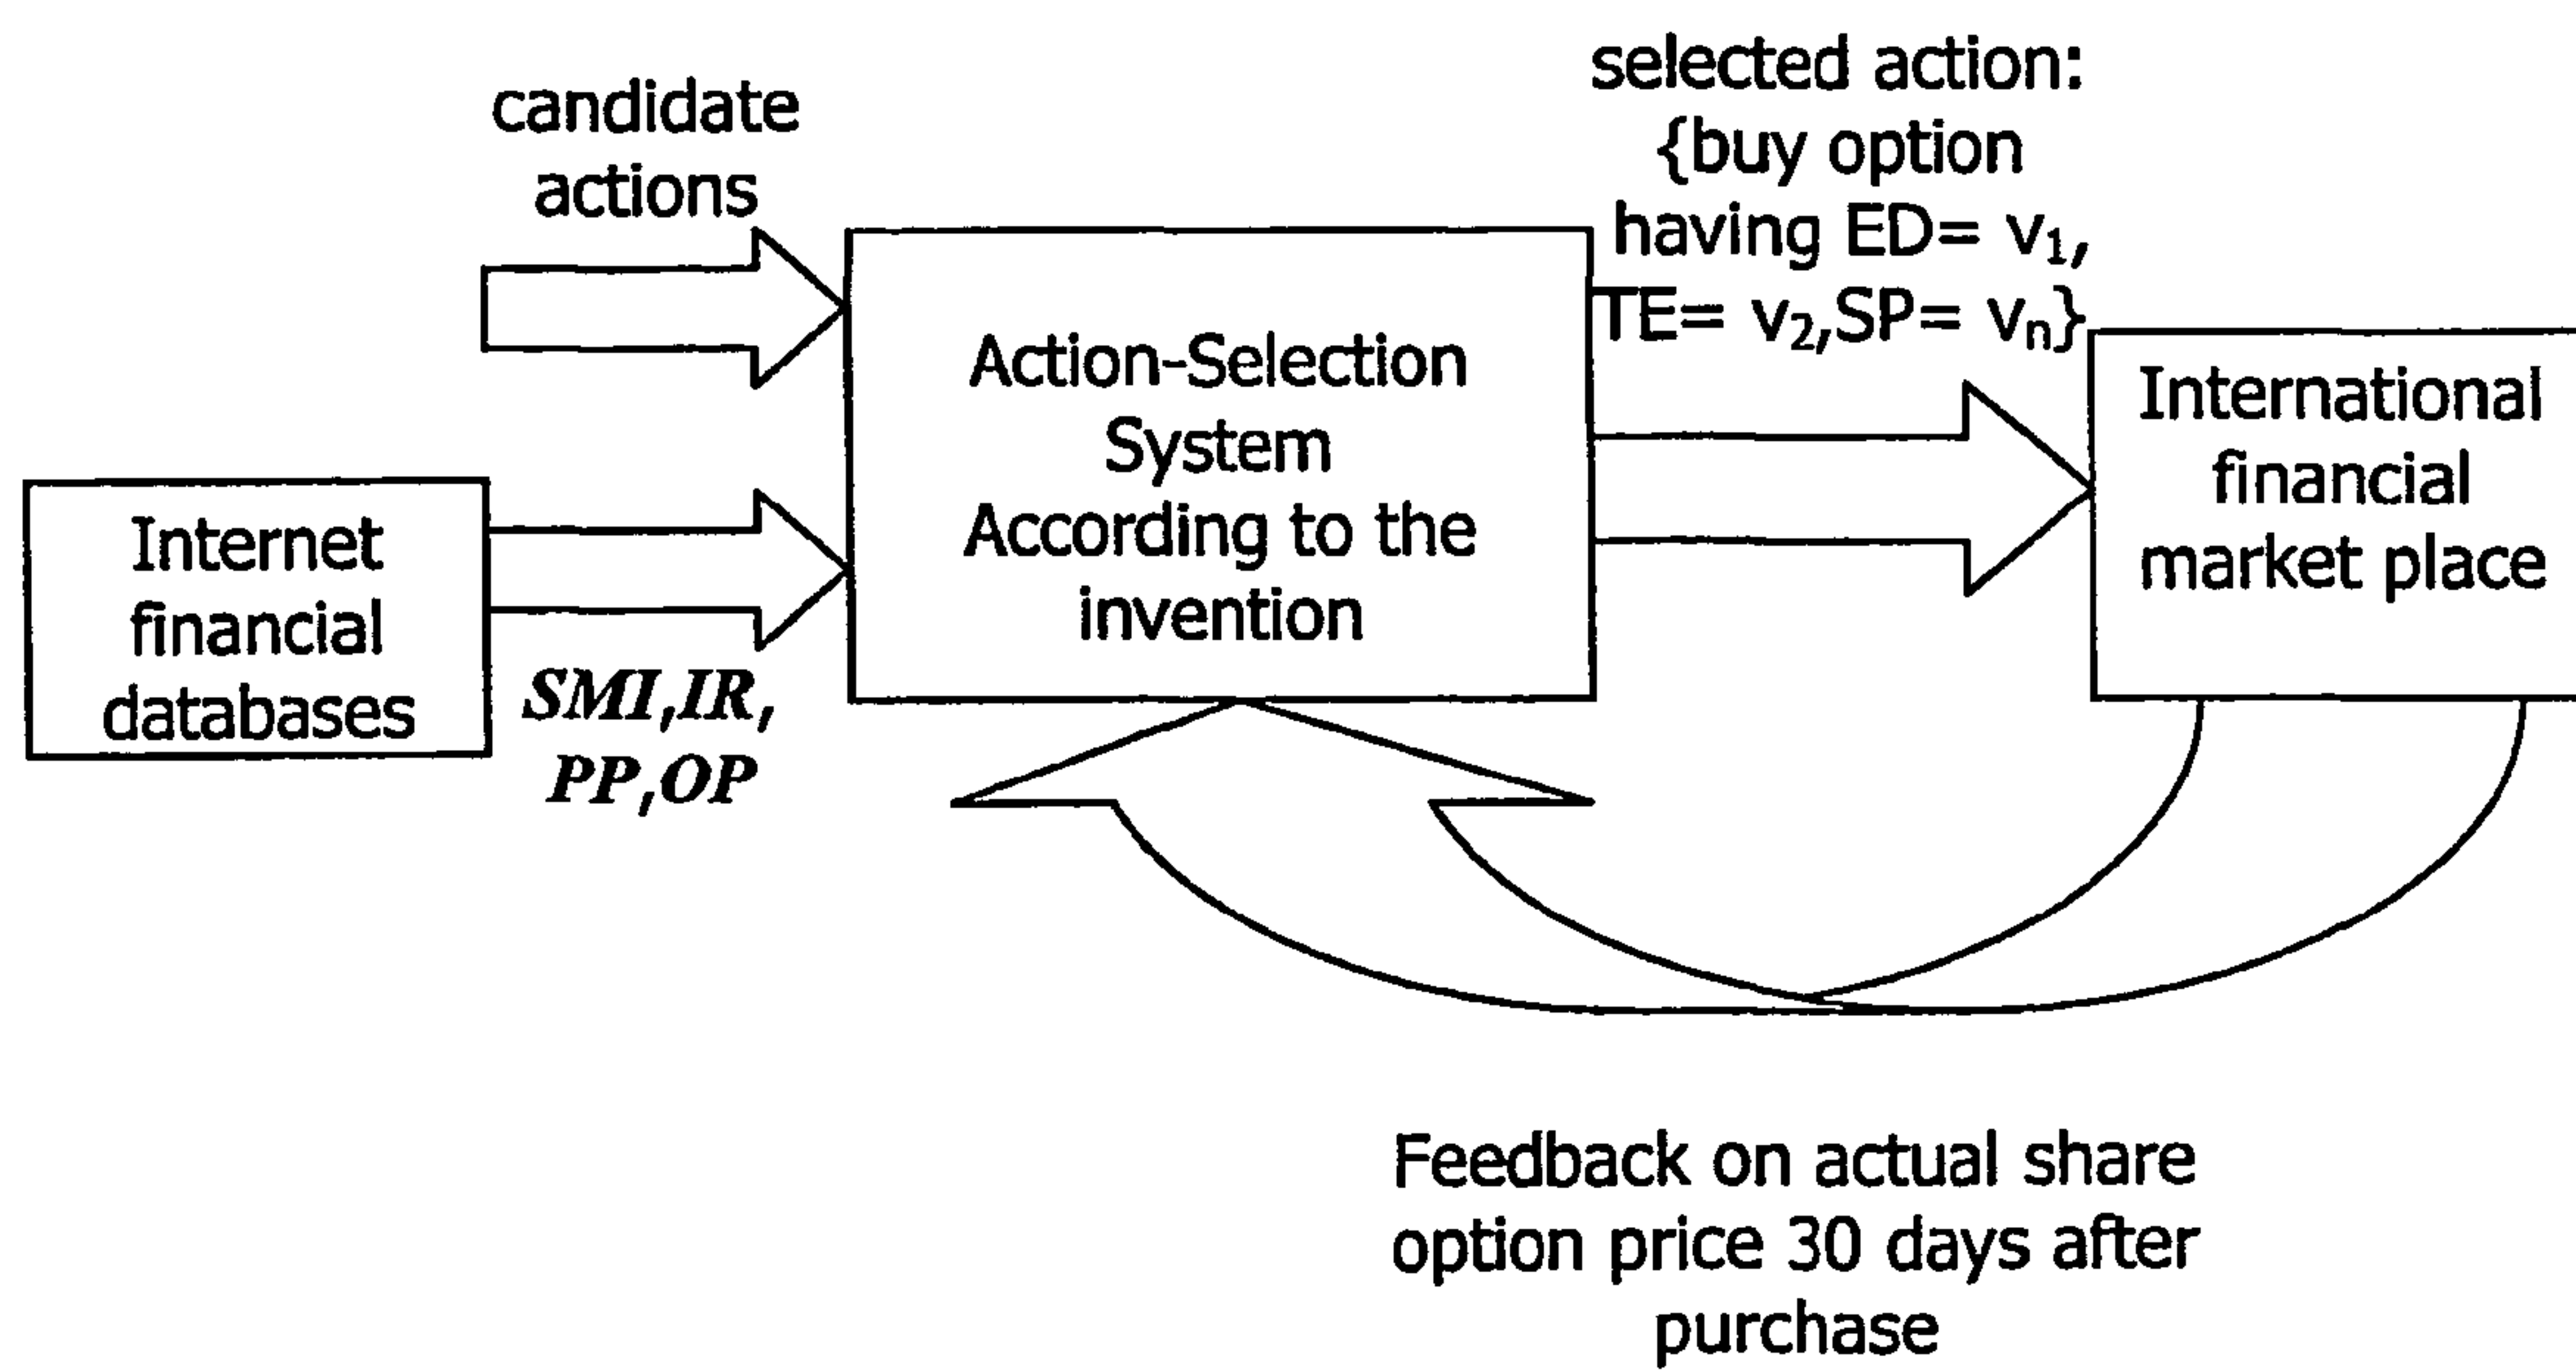 candidate
actions
selected action:
{buy option
having ED= v₁,
TE= v₂,SP= vₙ}
Internet
financial
databases
SMI,IR,
PP,OP
Action-Selection
System
According to the
invention
International
financial
market place
Feedback on actual share
option price 30 days after
purchase